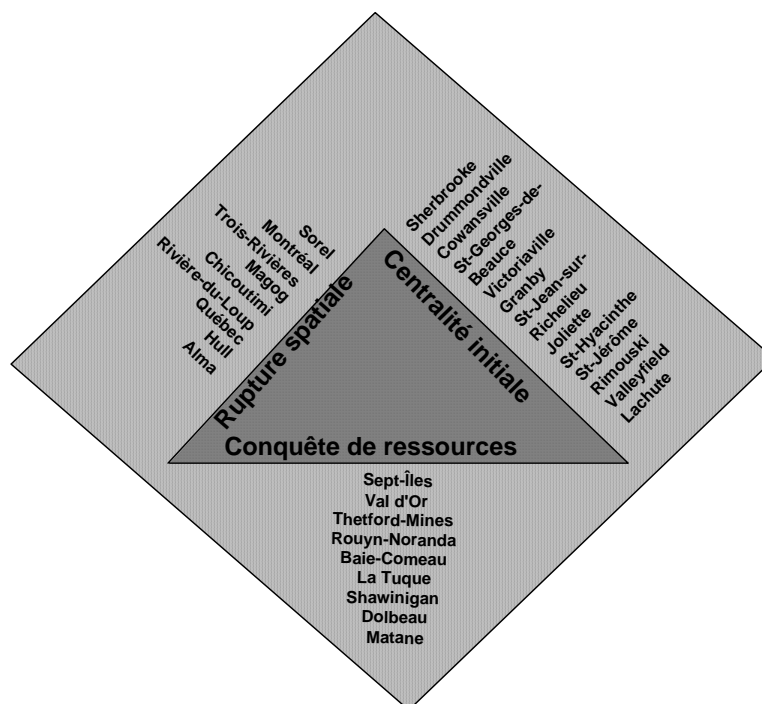 Sorel
Montréal
Trois-Rivières
Magog
Chicoutimi
Rivière-du-Loup
Québec
Hull
Alma
Rupture spatiale
Sherbrooke
Drummondville
Cowansville
St-Georges-de-
Beauce
Victoriaville
Granby
St-Jean-sur-
Richelieu
Joliette
St-Hyacinthe
St-Jérôme
Rimouski
Valleyfield
Lachute
Centralité initiale
Conquête de ressources
Sept-Îles
Val d'Or
Thetford-Mines
Rouyn-Noranda
Baie-Comeau
La Tuque
Shawinigan
Dolbeau
Matane